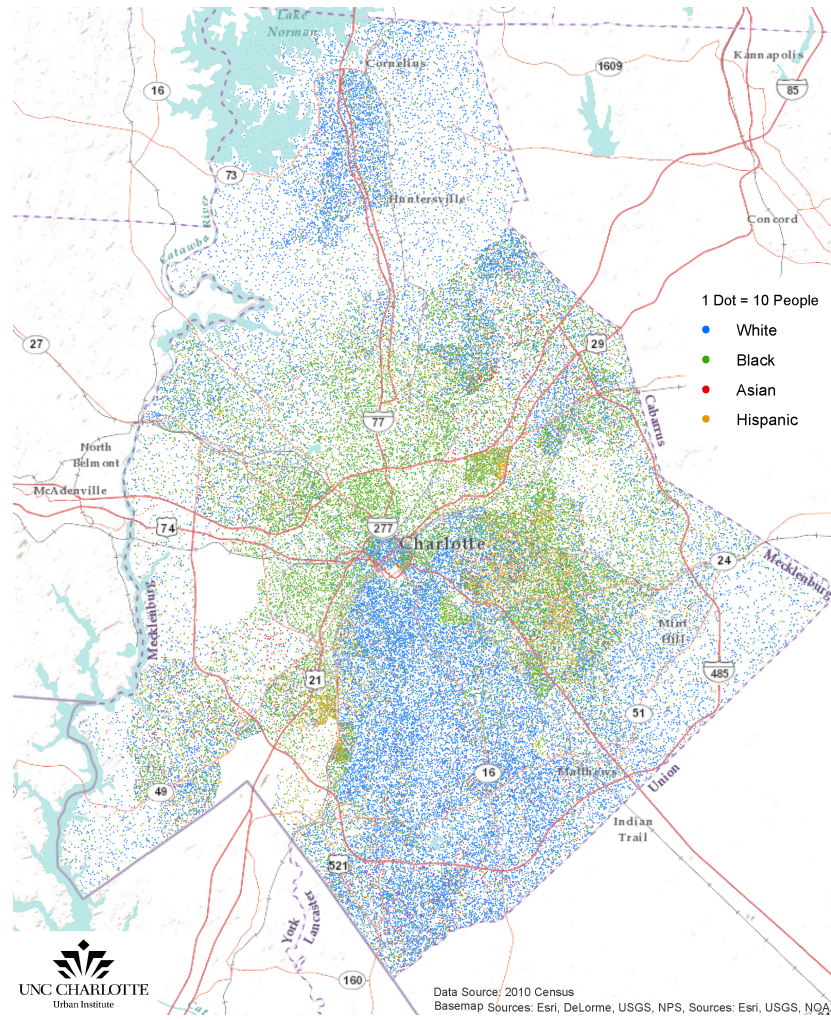 Lake
Norman
Cornelius
Kannapolis
1609
16
85
73
Huntersville
Catawba River
Concord
1 Dot = 10 People
White
Black
Asian
Hispanic
27
29
77
Cabarrus
North
Belmont
McAdenville
74
277
Charlotte
24
Mecklenburg
Mecklenburg
Mint
Hill
485
21
51
49
16
Matthews
Union
Indian
Trail
521
York
Lancaster
160
UNC CHARLOTTE
Urban Institute
Data Source: 2010 Census
Basemap Sources: Esri, DeLorme, USGS, NPS, Sources: Esri, USGS, NOA